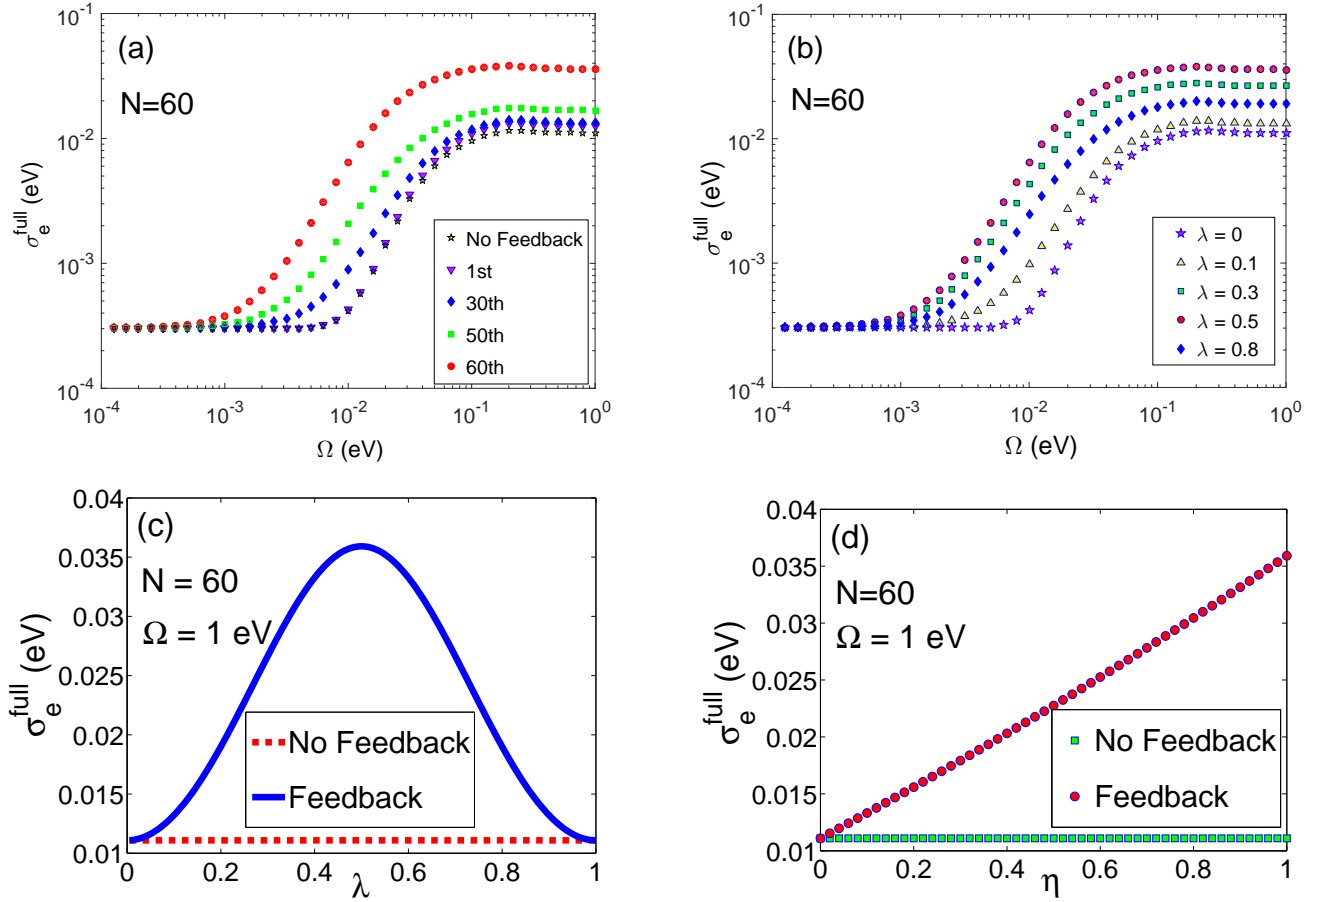 (a)
N=60
10^-1
10^-2
10^-3
10^-4
σ_e^full (eV)
No Feedback
1st
30th
50th
60th
10^-4 10^-3 10^-2 10^-1 10^0
Ω (eV)
(b)
N=60
10^-1
10^-2
10^-3
10^-4
σ_e^full (eV)
λ = 0
λ = 0.1
λ = 0.3
λ = 0.5
λ = 0.8
10^-4 10^-3 10^-2 10^-1 10^0
Ω (eV)
(c)
N = 60
Ω = 1 eV
0.04
0.035
0.03
0.025
0.02
0.015
0.01
σ_e^full (eV)
No Feedback
Feedback
0 0.2 0.4 0.6 0.8 1
λ
(d)
N=60
Ω = 1 eV
0.04
0.035
0.03
0.025
0.02
0.015
0.01
σ_e^full (eV)
No Feedback
Feedback
0 0.2 0.4 0.6 0.8 1
η